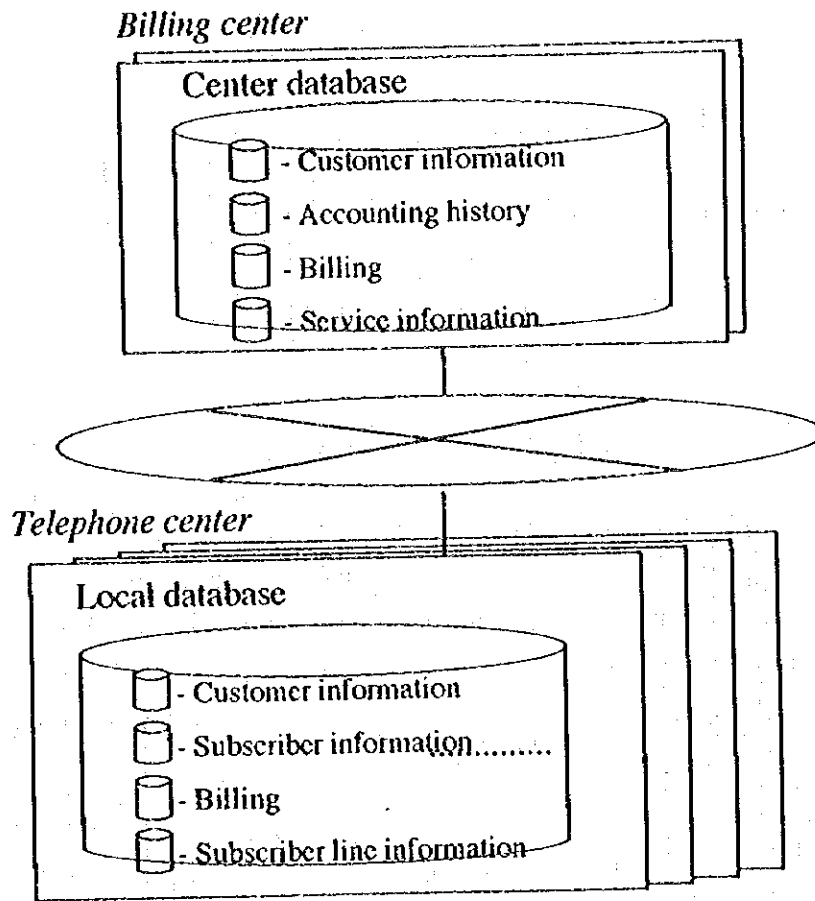 Billing center
Center database
- Customer information
- Accounting history
- Billing
- Service information
Telephone center
Local database
- Customer information
- Subscriber information..........
- Billing
- Subscriber line information